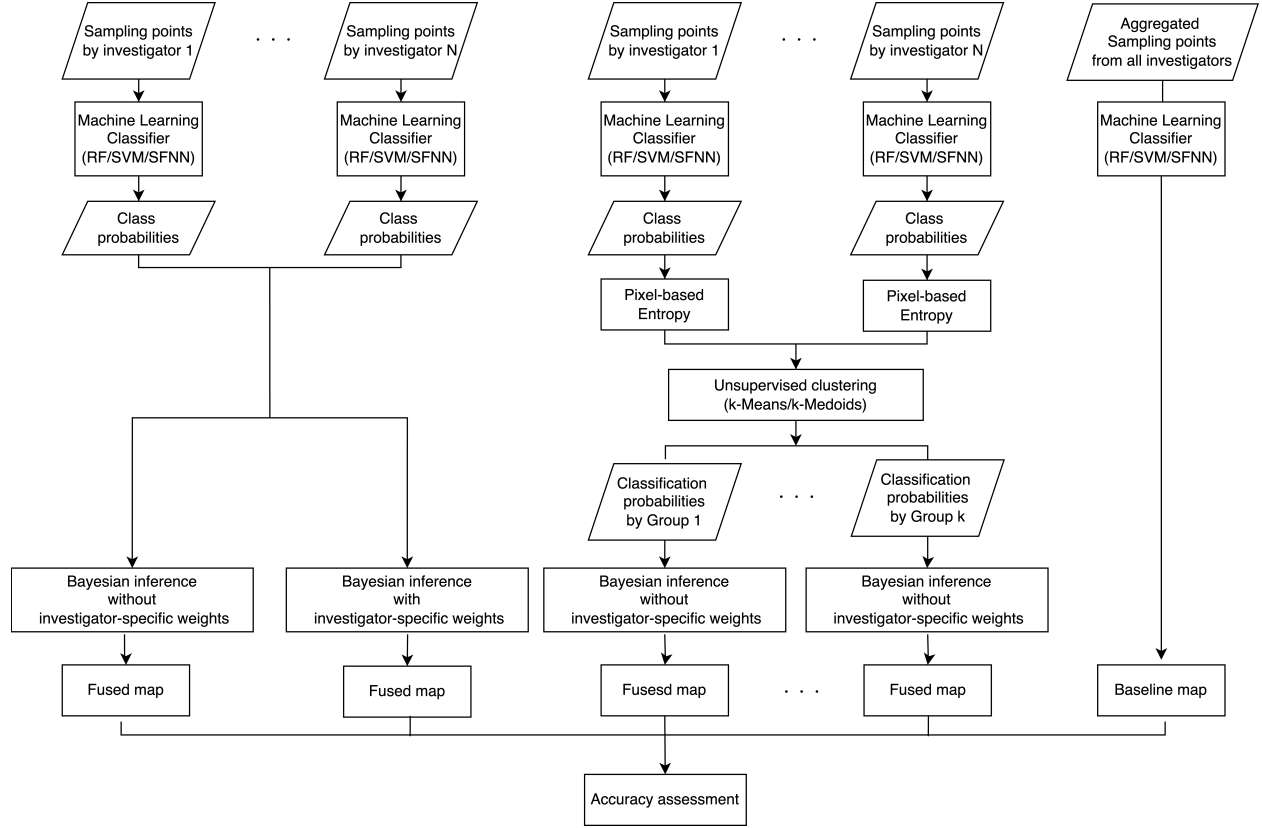 Sampling points
by investigator 1
. . .
Sampling points
by investigator N
Sampling points
by investigator 1
. . .
Sampling points
by investigator N
Aggregated
Sampling points
from all investigators
Machine Learning
Classifier
(RF/SVM/SFNN)
Machine Learning
Classifier
(RF/SVM/SFNN)
Machine Learning
Classifier
(RF/SVM/SFNN)
Machine Learning
Classifier
(RF/SVM/SFNN)
Machine Learning
Classifier
(RF/SVM/SFNN)
Class
probabilities
Class
probabilities
Class
probabilities
Class
probabilities
Pixel-based
Entropy
Pixel-based
Entropy
Unsupervised clustering
(k-Means/k-Medoids)
Classification
probabilities
by Group 1
. . .
Classification
probabilities
by Group k
Bayesian inference
without
investigator-specific weights
Bayesian inference
with
investigator-specific weights
Bayesian inference
without
investigator-specific weights
Bayesian inference
without
investigator-specific weights
Fused map
Fused map
Fusesd map
. . .
Fused map
Baseline map
Accuracy assessment